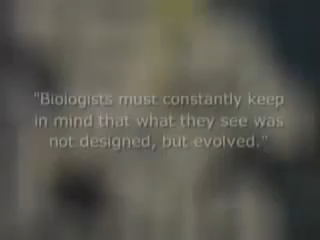 "Biologists must constantly keep
in mind that what they see was
not designed, but evolved."